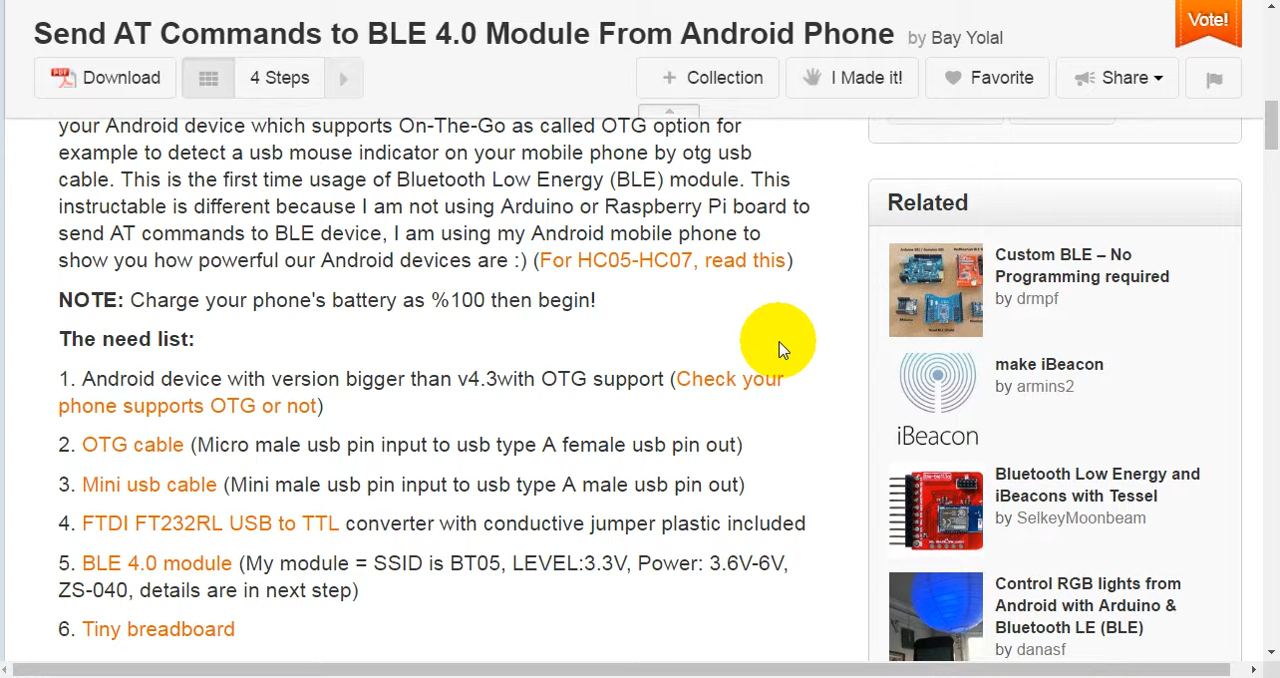 Send AT Commands to BLE 4.0 Module From Android Phone by Bay Yolal
Vote!
Download
4 Steps
Collection
I Made it!
Favorite
Share
your Android device which supports On-The-Go as called OTG option for
example to detect a usb mouse indicator on your mobile phone by otg usb
cable. This is the first time usage of Bluetooth Low Energy (BLE) module. This
instructable is different because I am not using Arduino or Raspberry Pi board to
send AT commands to BLE device, I am using my Android mobile phone to
show you how powerful our Android devices are :) (For HC05-HC07, read this)
NOTE: Charge your phone's battery as %100 then begin!
The need list:
1. Android device with version bigger than v4.3with OTG support (Check your
phone supports OTG or not)
2. OTG cable (Micro male usb pin input to usb type A female usb pin out)
3. Mini usb cable (Mini male usb pin input to usb type A male usb pin out)
4. FTDI FT232RL USB to TTL converter with conductive jumper plastic included
5. BLE 4.0 module (My module = SSID is BT05, LEVEL:3.3V, Power: 3.6V-6V,
ZS-040, details are in next step)
6. Tiny breadboard
Related
Custom BLE – No
Programming required
by drmpf
iBeacon
make iBeacon
by armins2
Bluetooth Low Energy and
iBeacons with Tessel
by SelkeyMoonbeam
Control RGB lights from
Android with Arduino &
Bluetooth LE (BLE)
by danasf